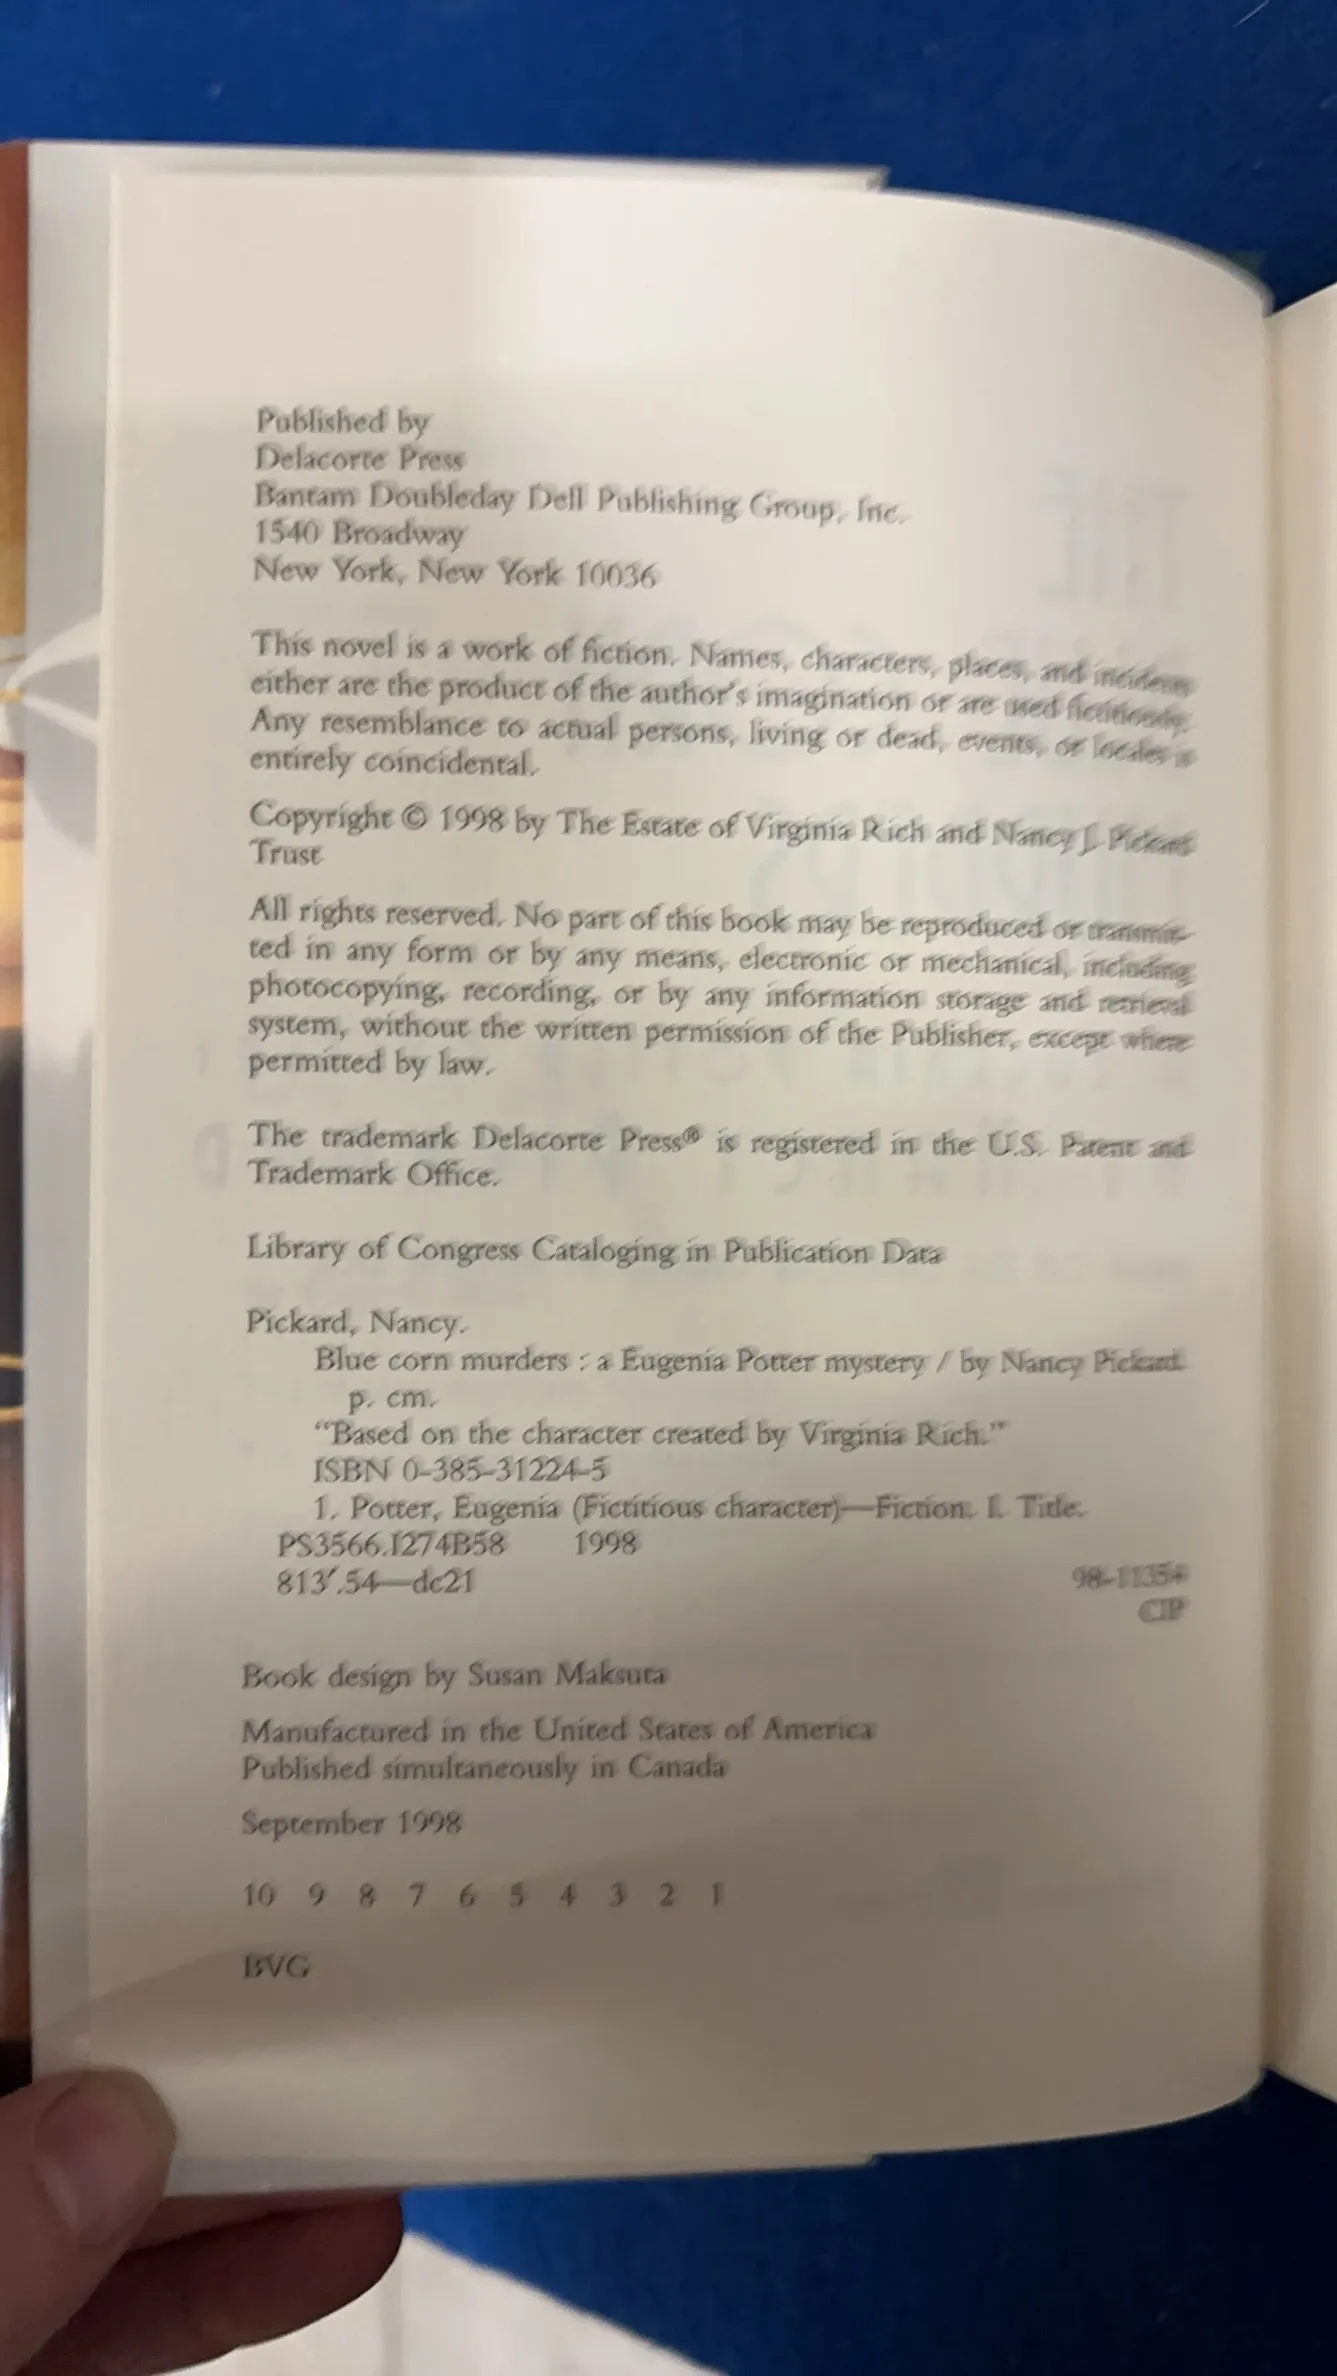 Published by
Delacorte Press
Bantam Doubleday Dell Publishing Group, Inc.
1540 Broadway
New York, New York 10036
This novel is a work of fiction. Names, characters, places, and incidents
either are the product of the author's imagination or are used fictitiously.
Any resemblance to actual persons, living or dead, events, or locales is
entirely coincidental.
Copyright © 1998 by The Estate of Virginia Rich and Nancy J. Pickard
Trust
All rights reserved. No part of this book may be reproduced or transmit-
ted in any form or by any means, electronic or mechanical, including
photocopying, recording, or by any information storage and retrieval
system, without the written permission of the Publisher, except where
permitted by law.
The trademark Delacorte Press® is registered in the U.S. Patent and
Trademark Office.
Library of Congress Cataloging in Publication Data
Pickard, Nancy.
Blue corn murders : a Eugenia Potter mystery / by Nancy Pickard.
p. cm.
"Based on the character created by Virginia Rich."
ISBN 0-385-31224-5
1. Potter, Eugenia (Fictitious character)—Fiction. I. Title.
PS3566.I274B58 1998
813′.54—dc21 98-11354
CIP
Book design by Susan Maksuta
Manufactured in the United States of America
Published simultaneously in Canada
September 1998
10 9 8 7 6 5 4 3 2 1
BVG